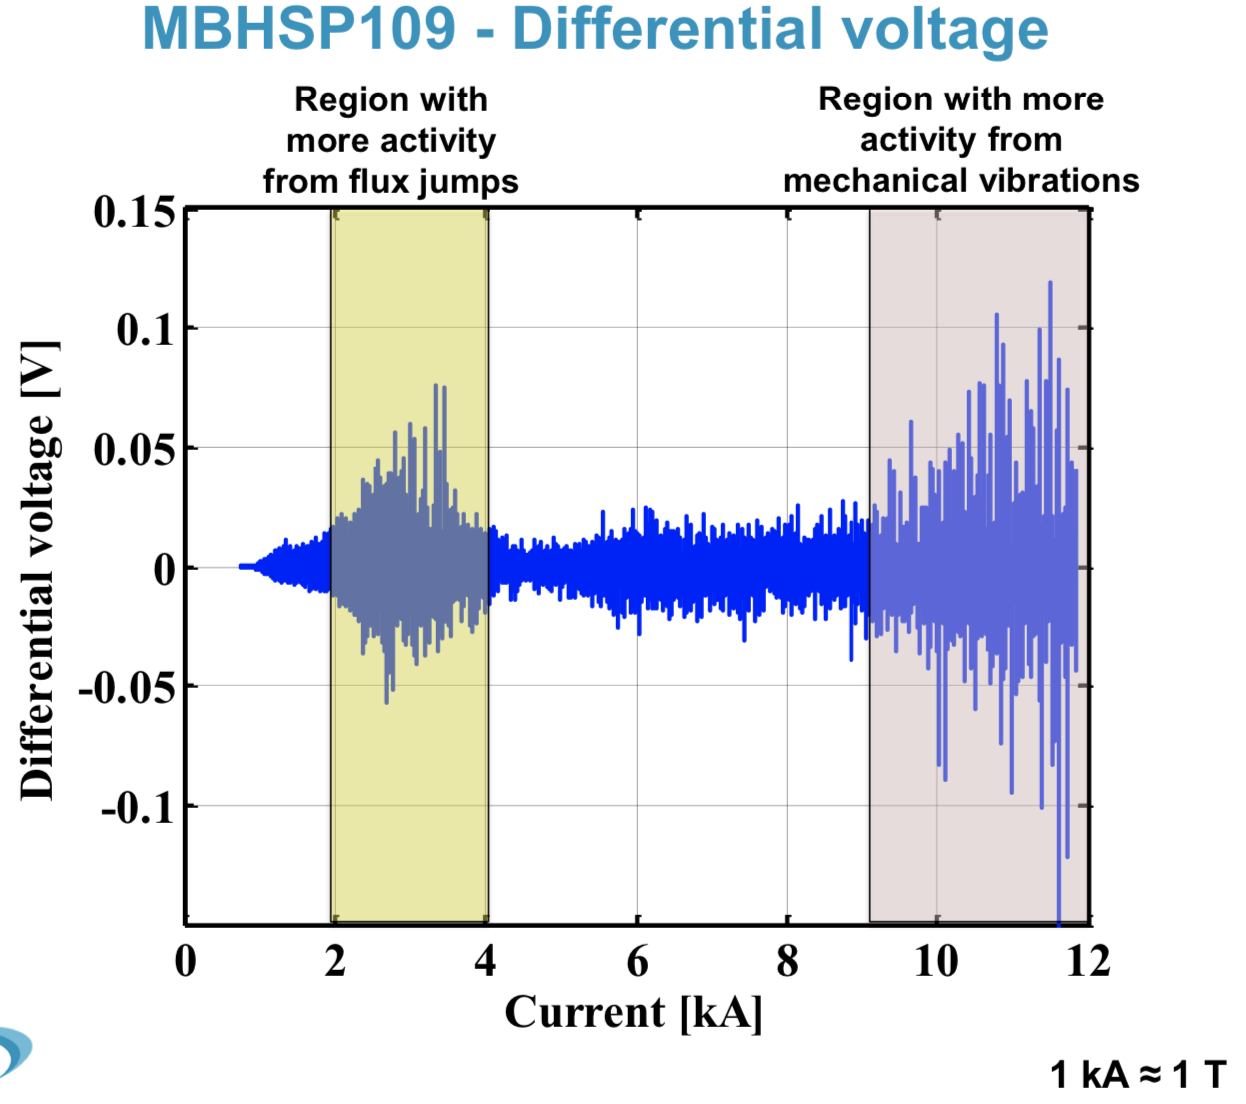 MBHSP109 - Differential voltage
Region with
more activity
from flux jumps
Region with more
activity from
mechanical vibrations
0.15
0.1
0.05
0
-0.05
-0.1
Differential voltage [V]
0 2 4 6 8 10 12
Current [kA]
1 kA ≈ 1 T